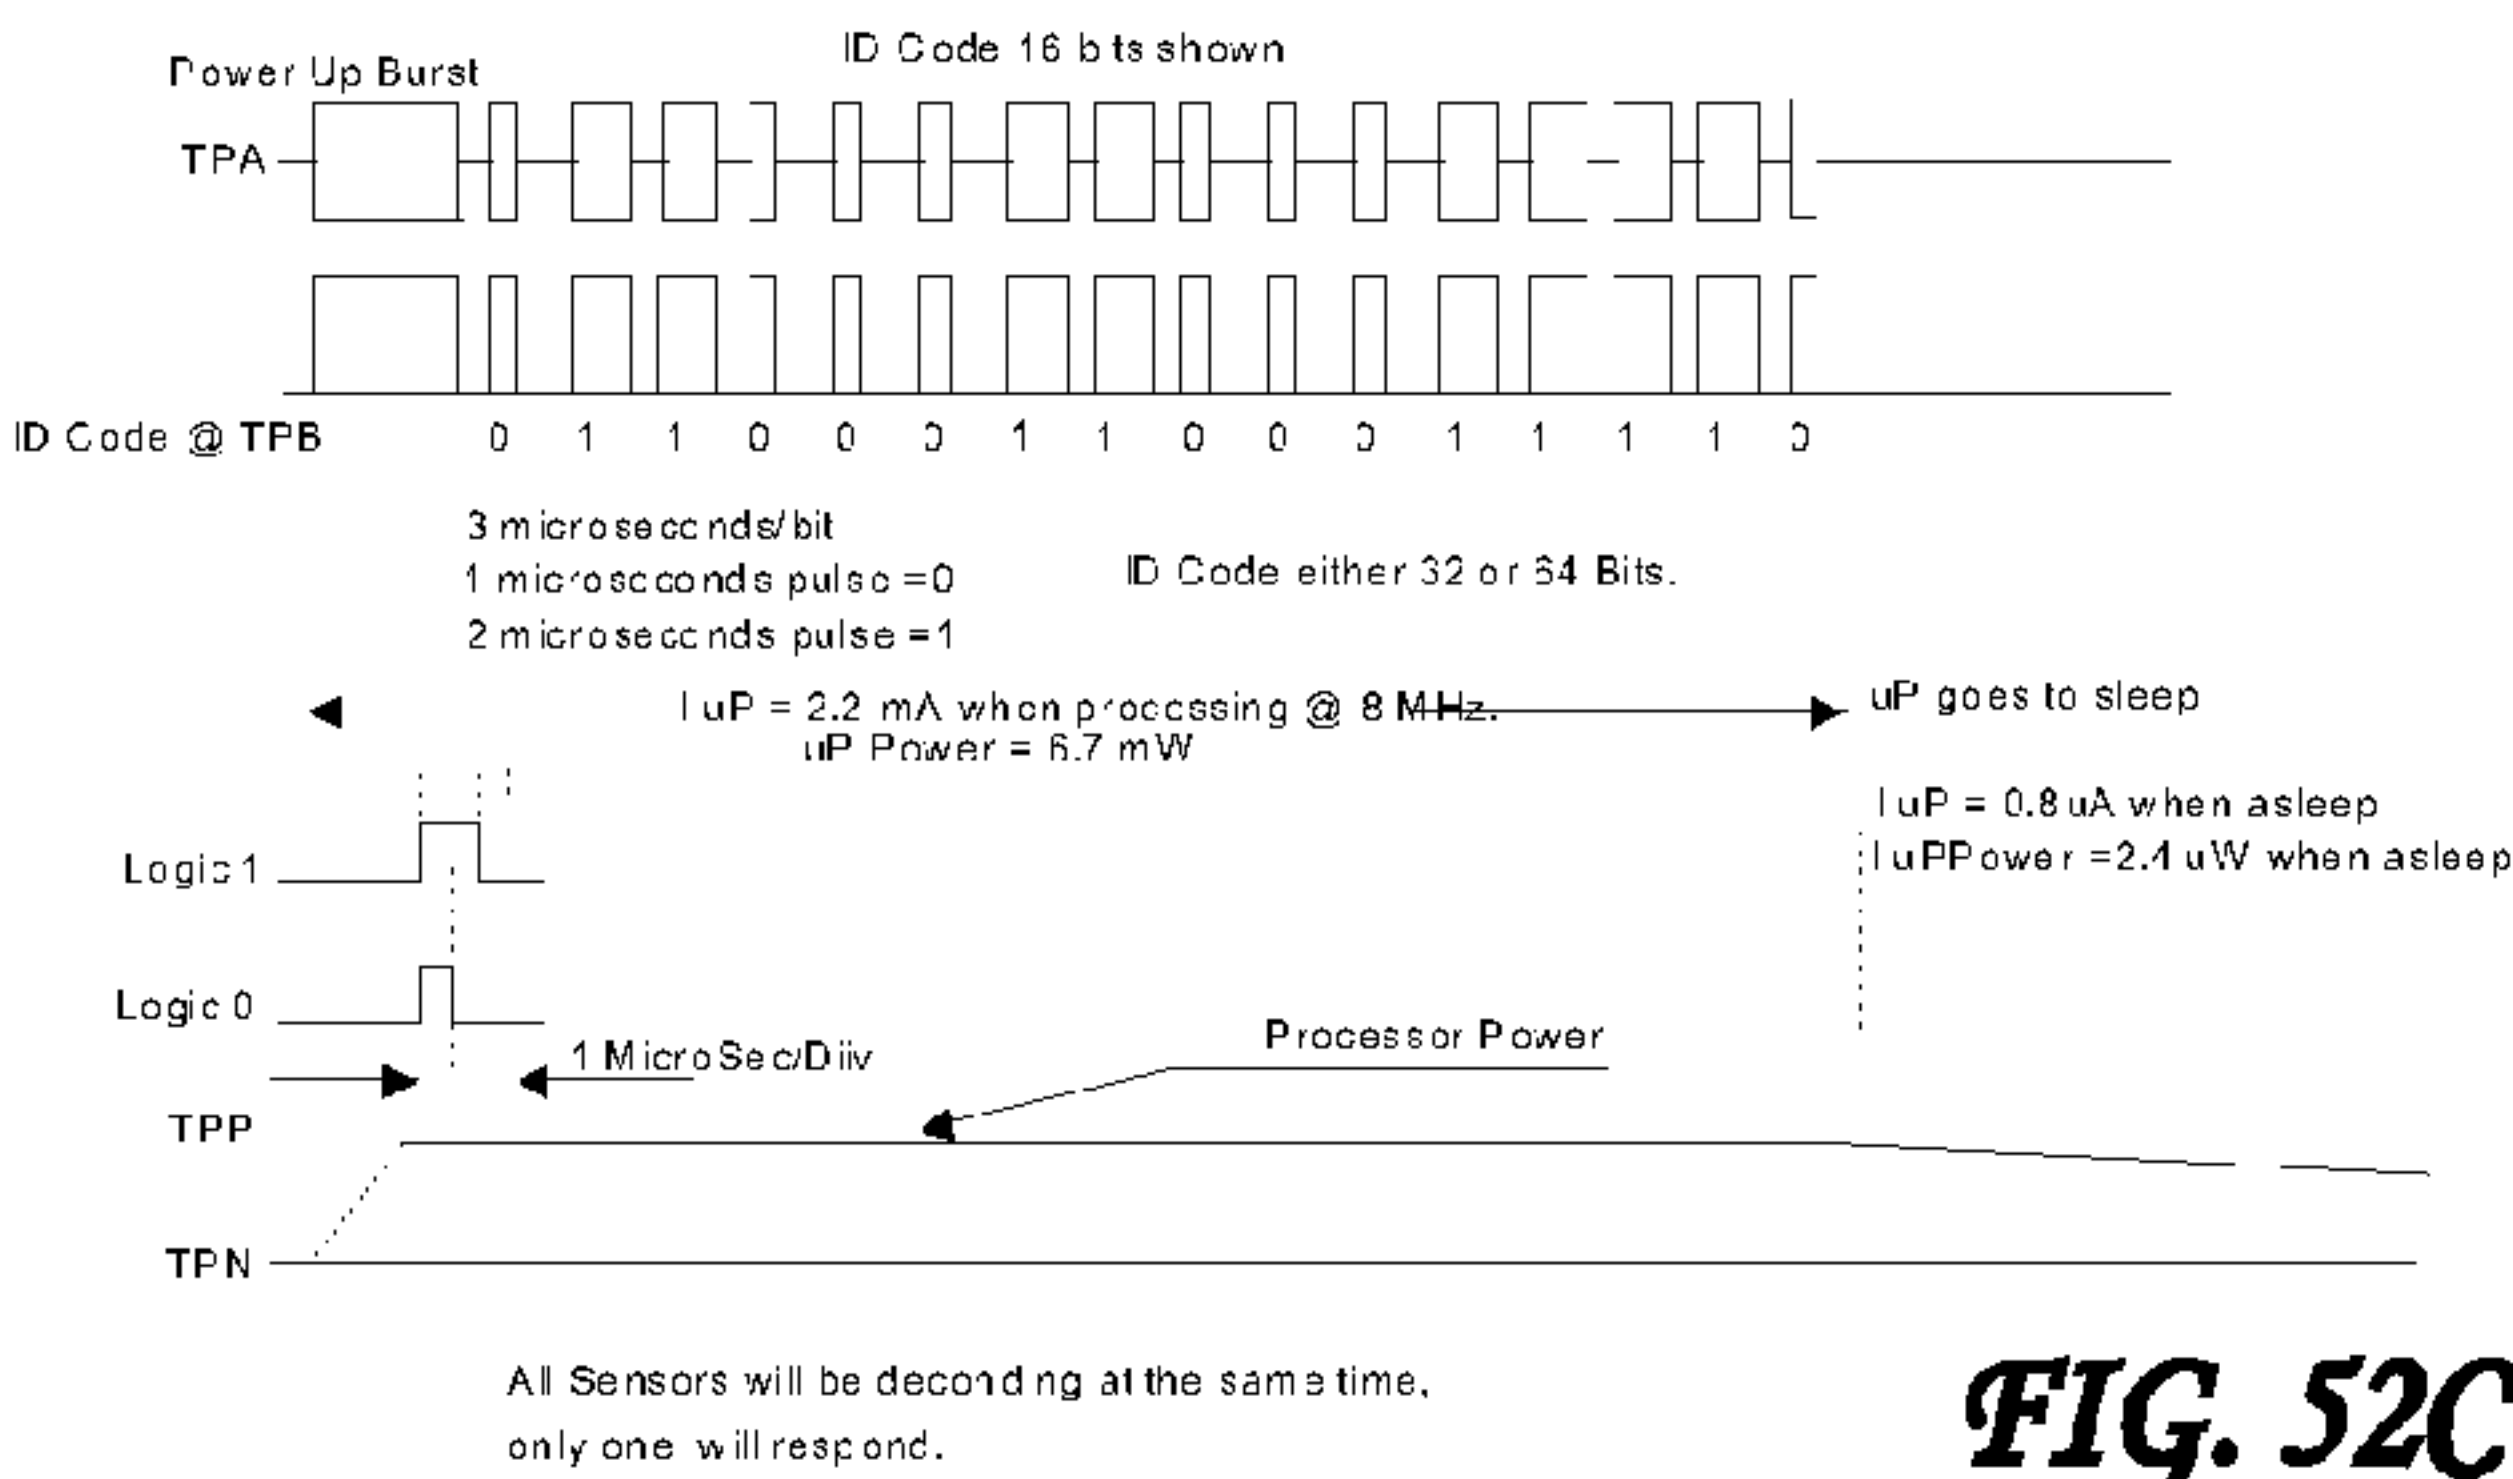 ID Code 16 bits shown
Power Up Burst
TPA
ID Code @ TPB 0 1 1 0 0 0 1 1 0 0 0 1 1 1 1 0
3 microseconds/bit
1 microseconds pulse =0
ID Code either 32 or 64 Bits.
2 microseconds pulse =1
I uP = 2.2 mA when processing @ 8 MHz.
uP goes to sleep
uP Power = 6.7 mW
I uP = 0.8 uA when asleep
I uPPower =2.4 uW when asleep
Logic 1
Logic 0
Processor Power
1 MicroSec/Diiv
TPP
TPN
All Sensors will be deconding at the same time,
only one will respond.
FIG. 52C